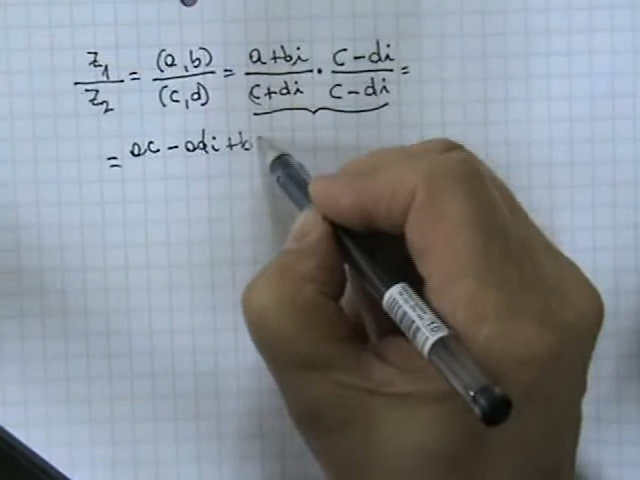 z₁/z₂ = (a,b)/(c,d) = a+bi/c+di · c-di/c-di =
= ac - adi + b